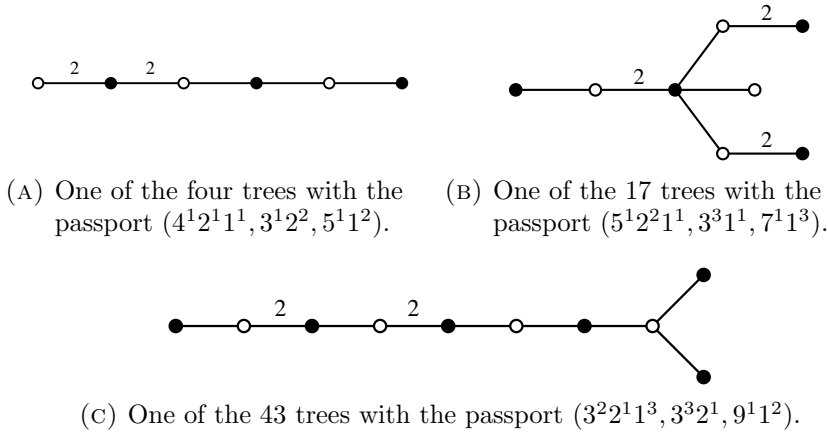 2 2
2
2
2
(A) One of the four trees with the
passport (4¹2¹1¹, 3¹2², 5¹1²).
(B) One of the 17 trees with the
passport (5¹2²1¹, 3³1¹, 7¹1³).
2 2
(C) One of the 43 trees with the passport (3²2¹1³, 3³2¹, 9¹1²).